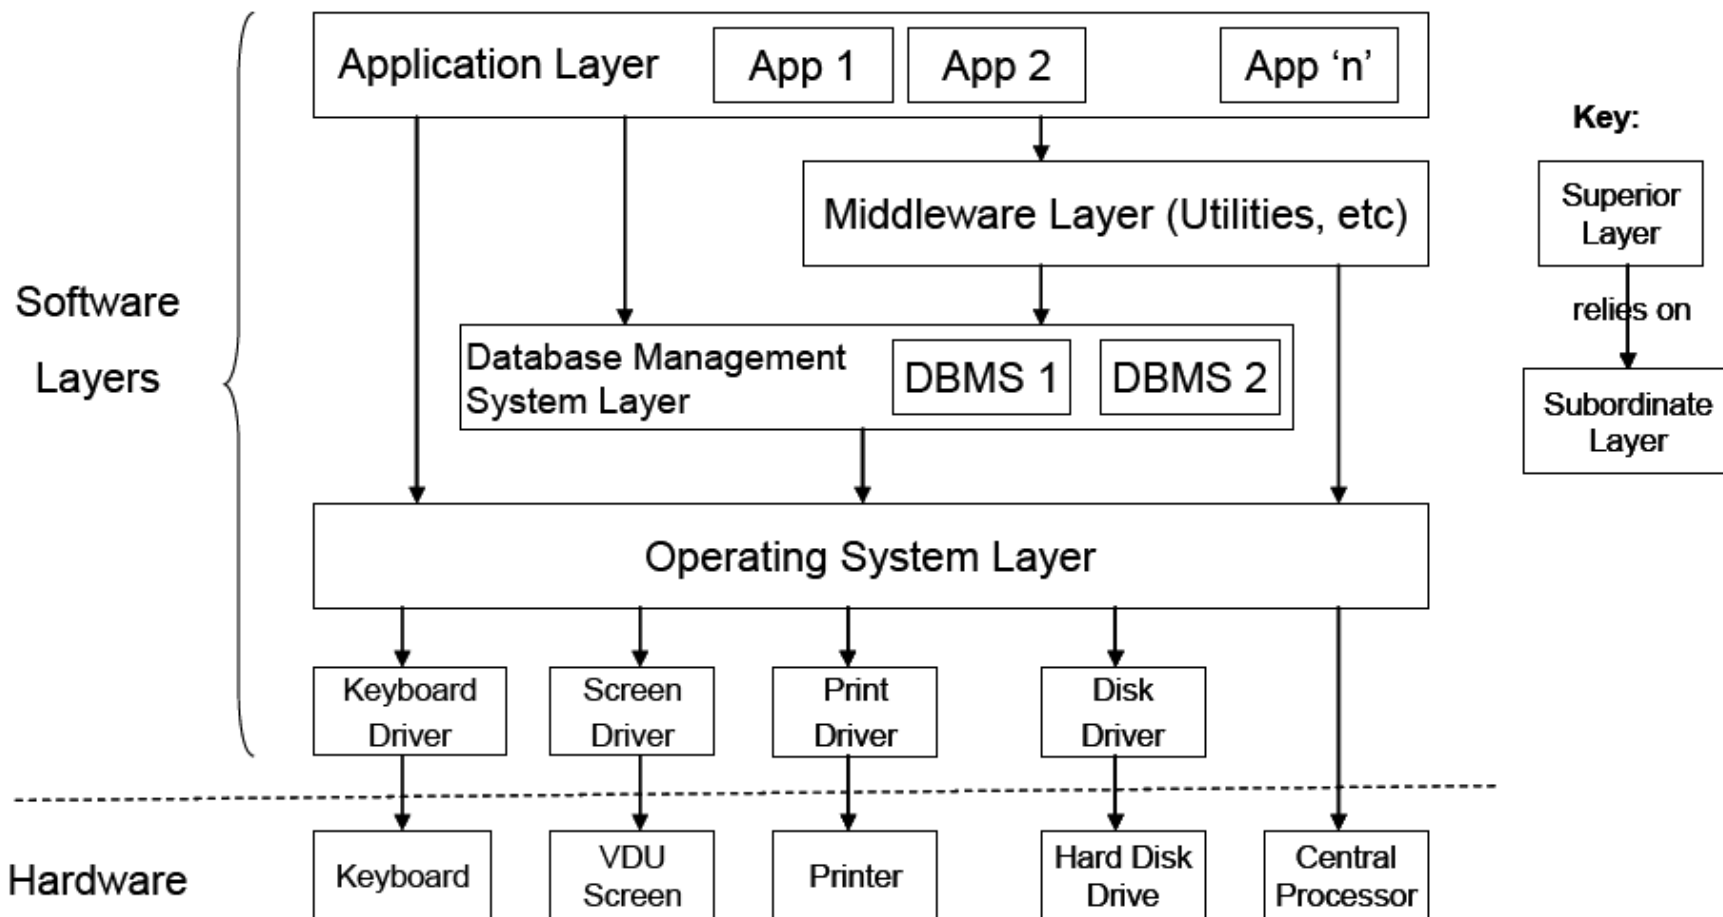 Application Layer
App 1
App 2
App ‘n’
Key:
Middleware Layer (Utilities, etc)
Superior
Layer
relies on
Subordinate
Layer
Software
Layers
Database Management
System Layer
DBMS 1
DBMS 2
Operating System Layer
Keyboard
Driver
Screen
Driver
Print
Driver
Disk
Driver
Hardware
Keyboard
VDU
Screen
Printer
Hard Disk
Drive
Central
Processor